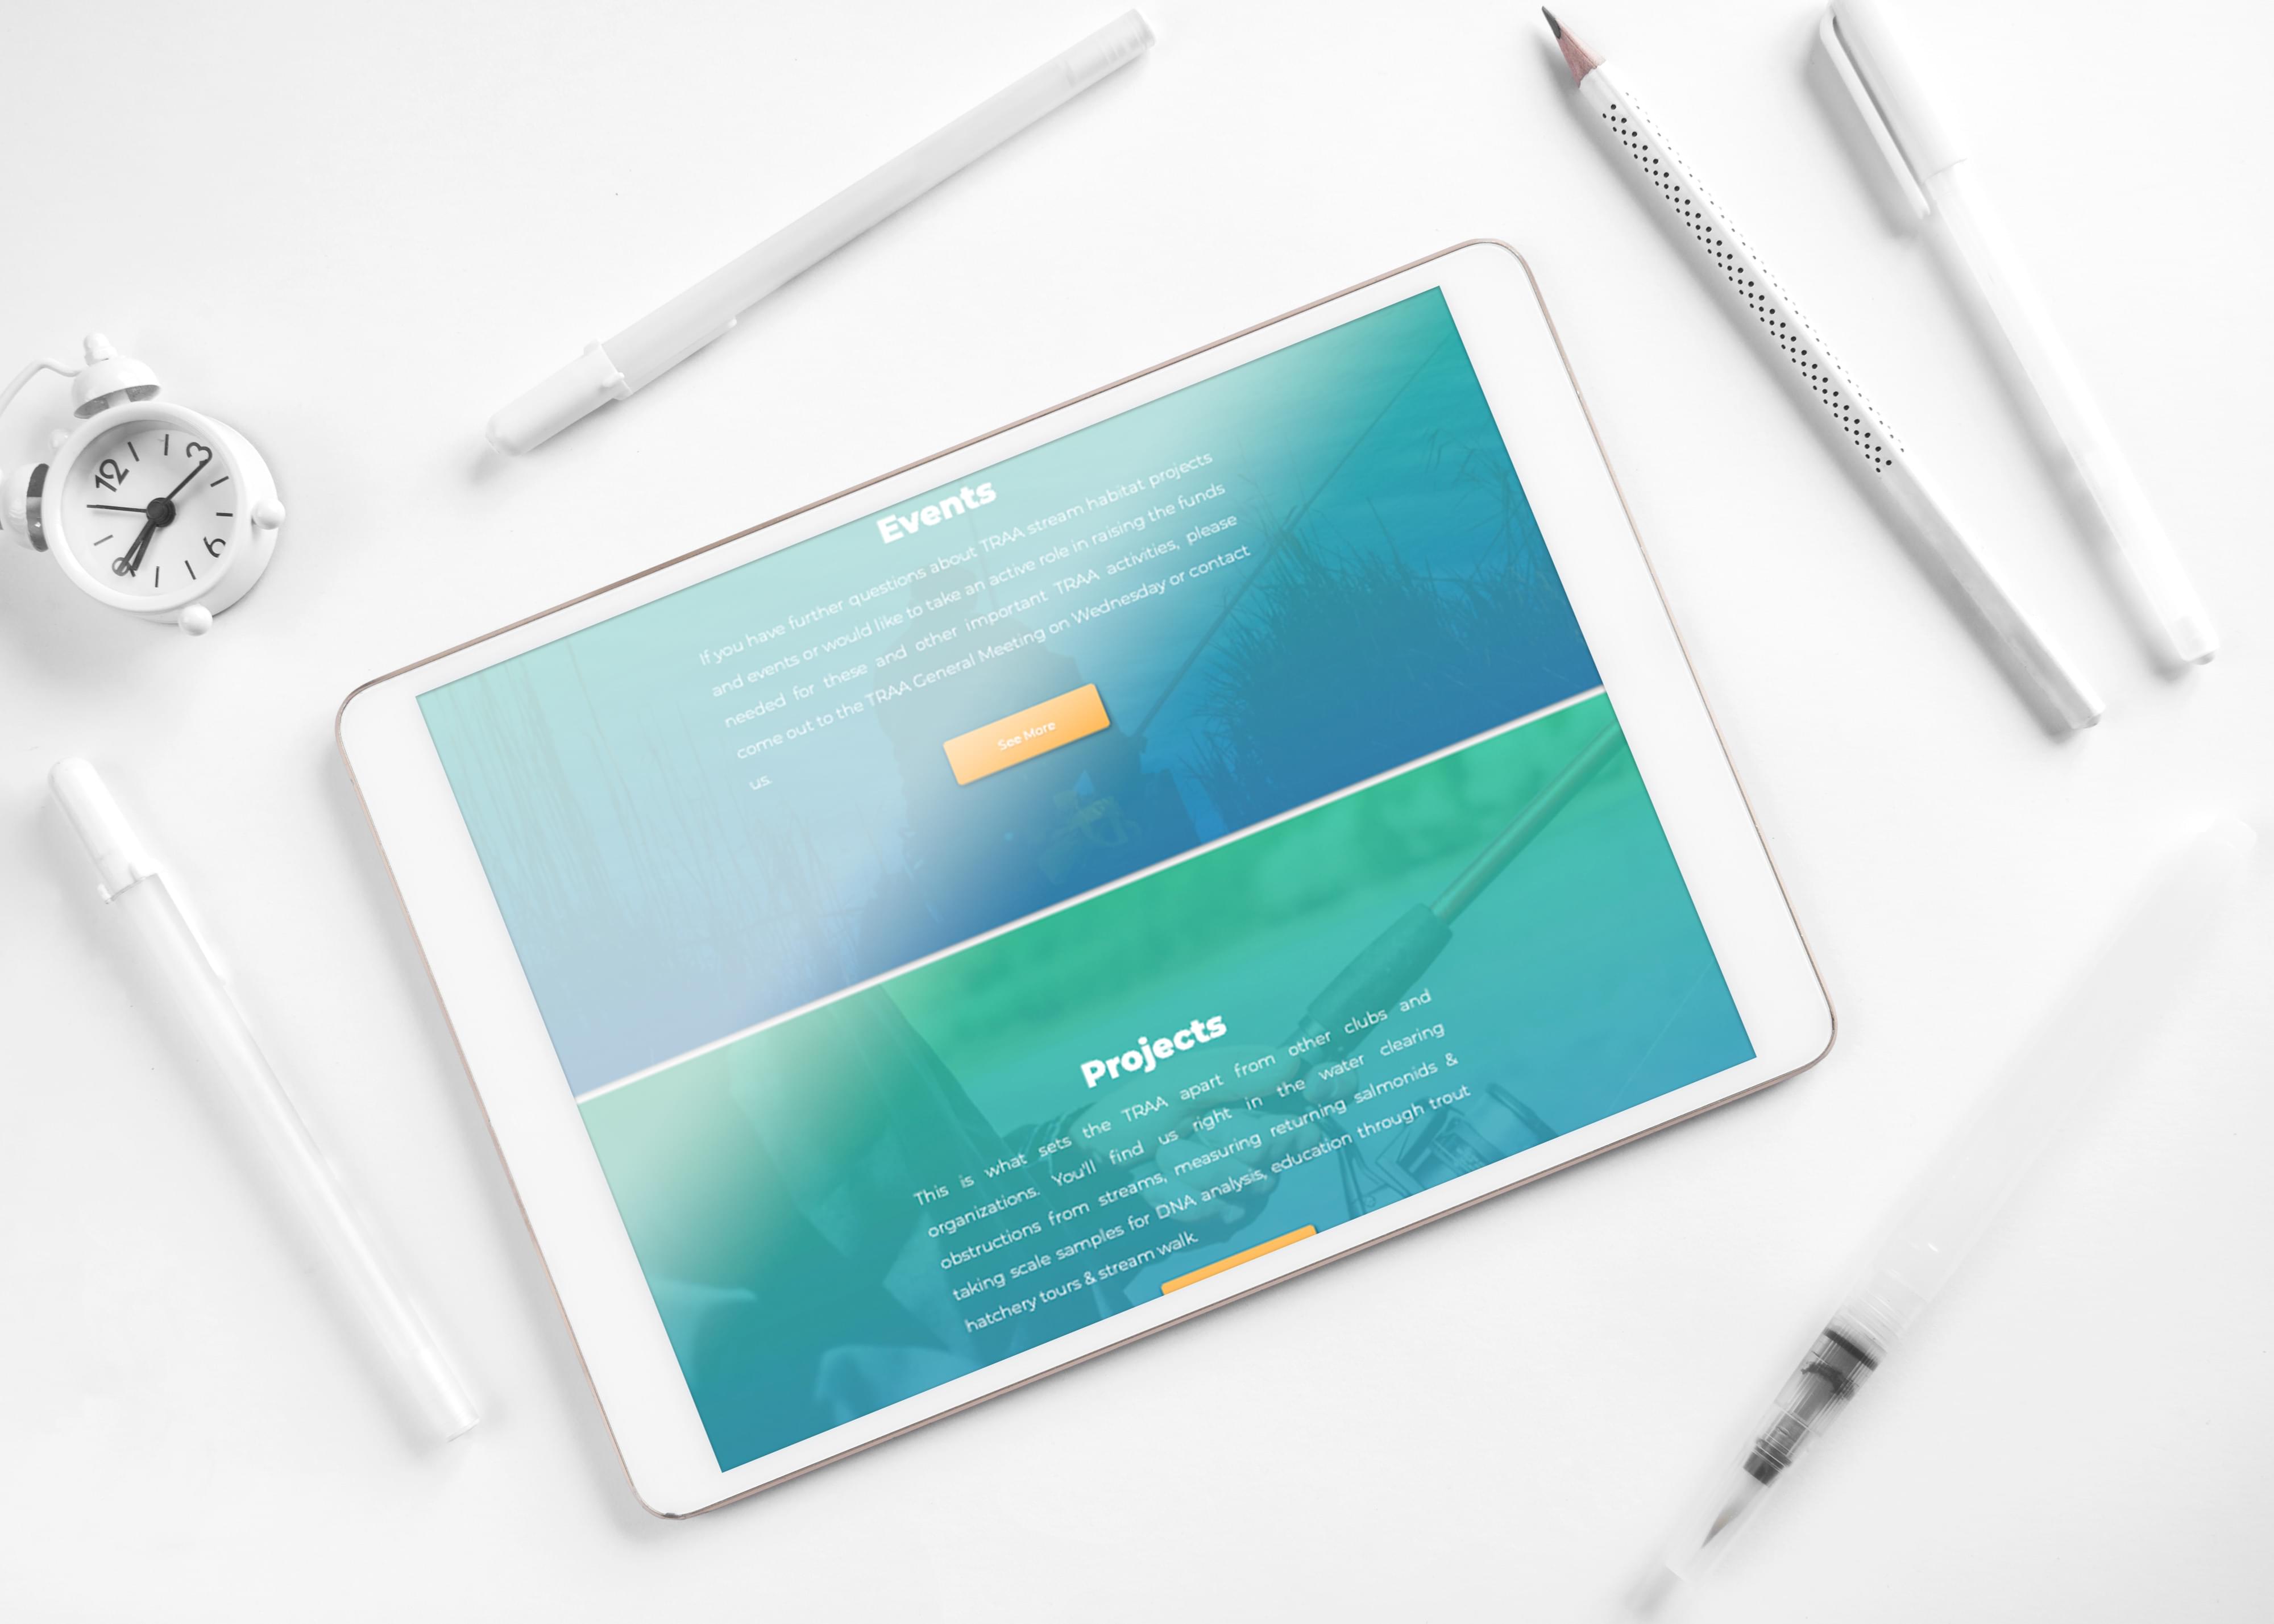 12
3
6
9
Events
If you have further questions about TRAA stream habitat projects
and events or would like to take an active role in raising the funds
needed for these and other important TRAA activities, please
come out to the TRAA General Meeting on Wednesday or contact
us.
See More
Projects
This is what sets the TRAA apart from other clubs and
organizations. You'll find us right in the water clearing
obstructions from streams, measuring returning salmonids &
taking scale samples for DNA analysis, education through trout
hatchery tours & stream walk.